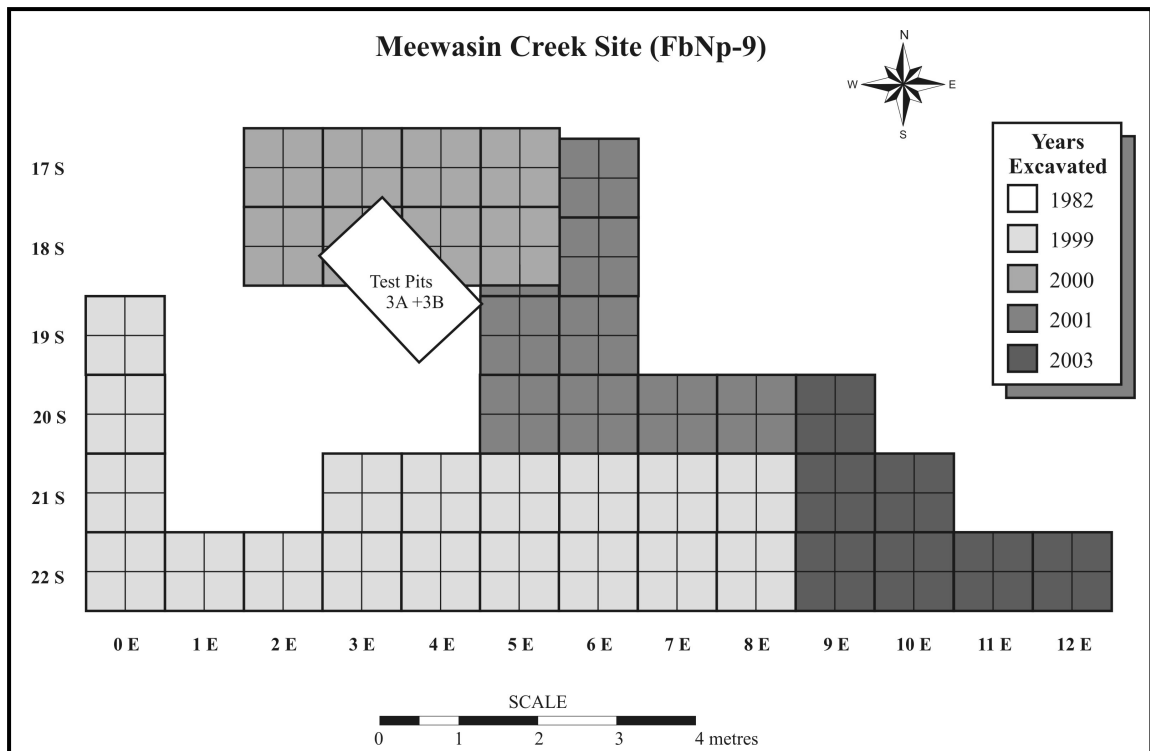 Meewasin Creek Site (FbNp-9)
N
W E
S
Years
Excavated
1982
1999
2000
2001
2003
17 S
18 S
Test Pits
3A +3B
19 S
20 S
21 S
22 S
0 E 1 E 2 E 3 E 4 E 5 E 6 E 7 E 8 E 9 E 10 E 11 E 12 E
SCALE
0 1 2 3 4 metres